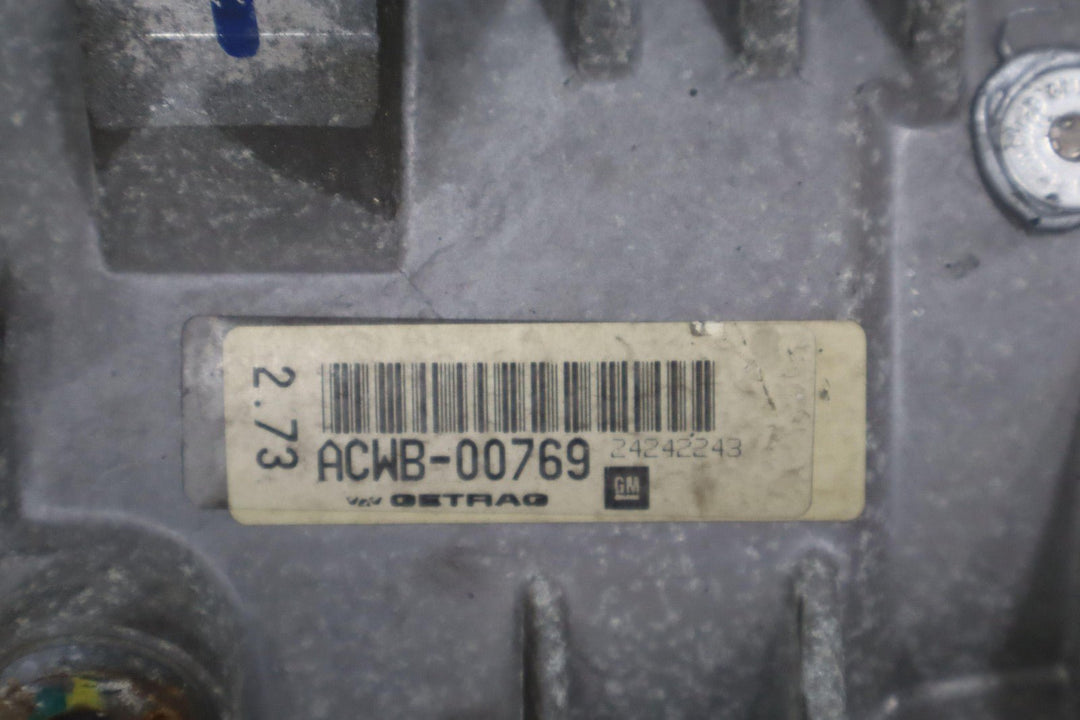 2.73
ACWB-00769
24242243
GETRAG
GM